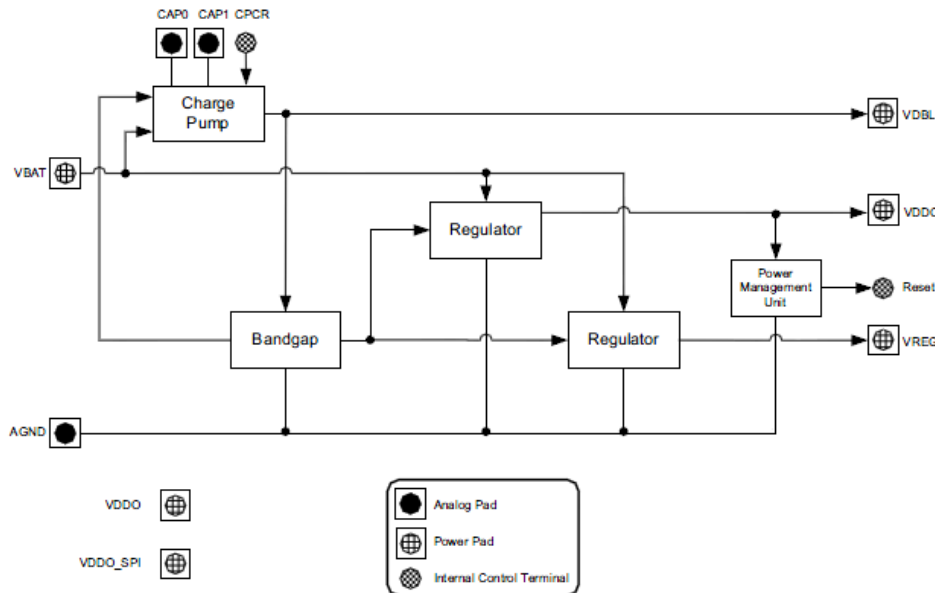 CAP0 CAP1 CPCR
Charge
Pump
VDBL
VBAT
Regulator
VDDC
Power
Management
Unit
Reset
Bandgap
Regulator
VREG
AGND
VDDO
VDDO_SPI
Analog Pad
Power Pad
Internal Control Terminal